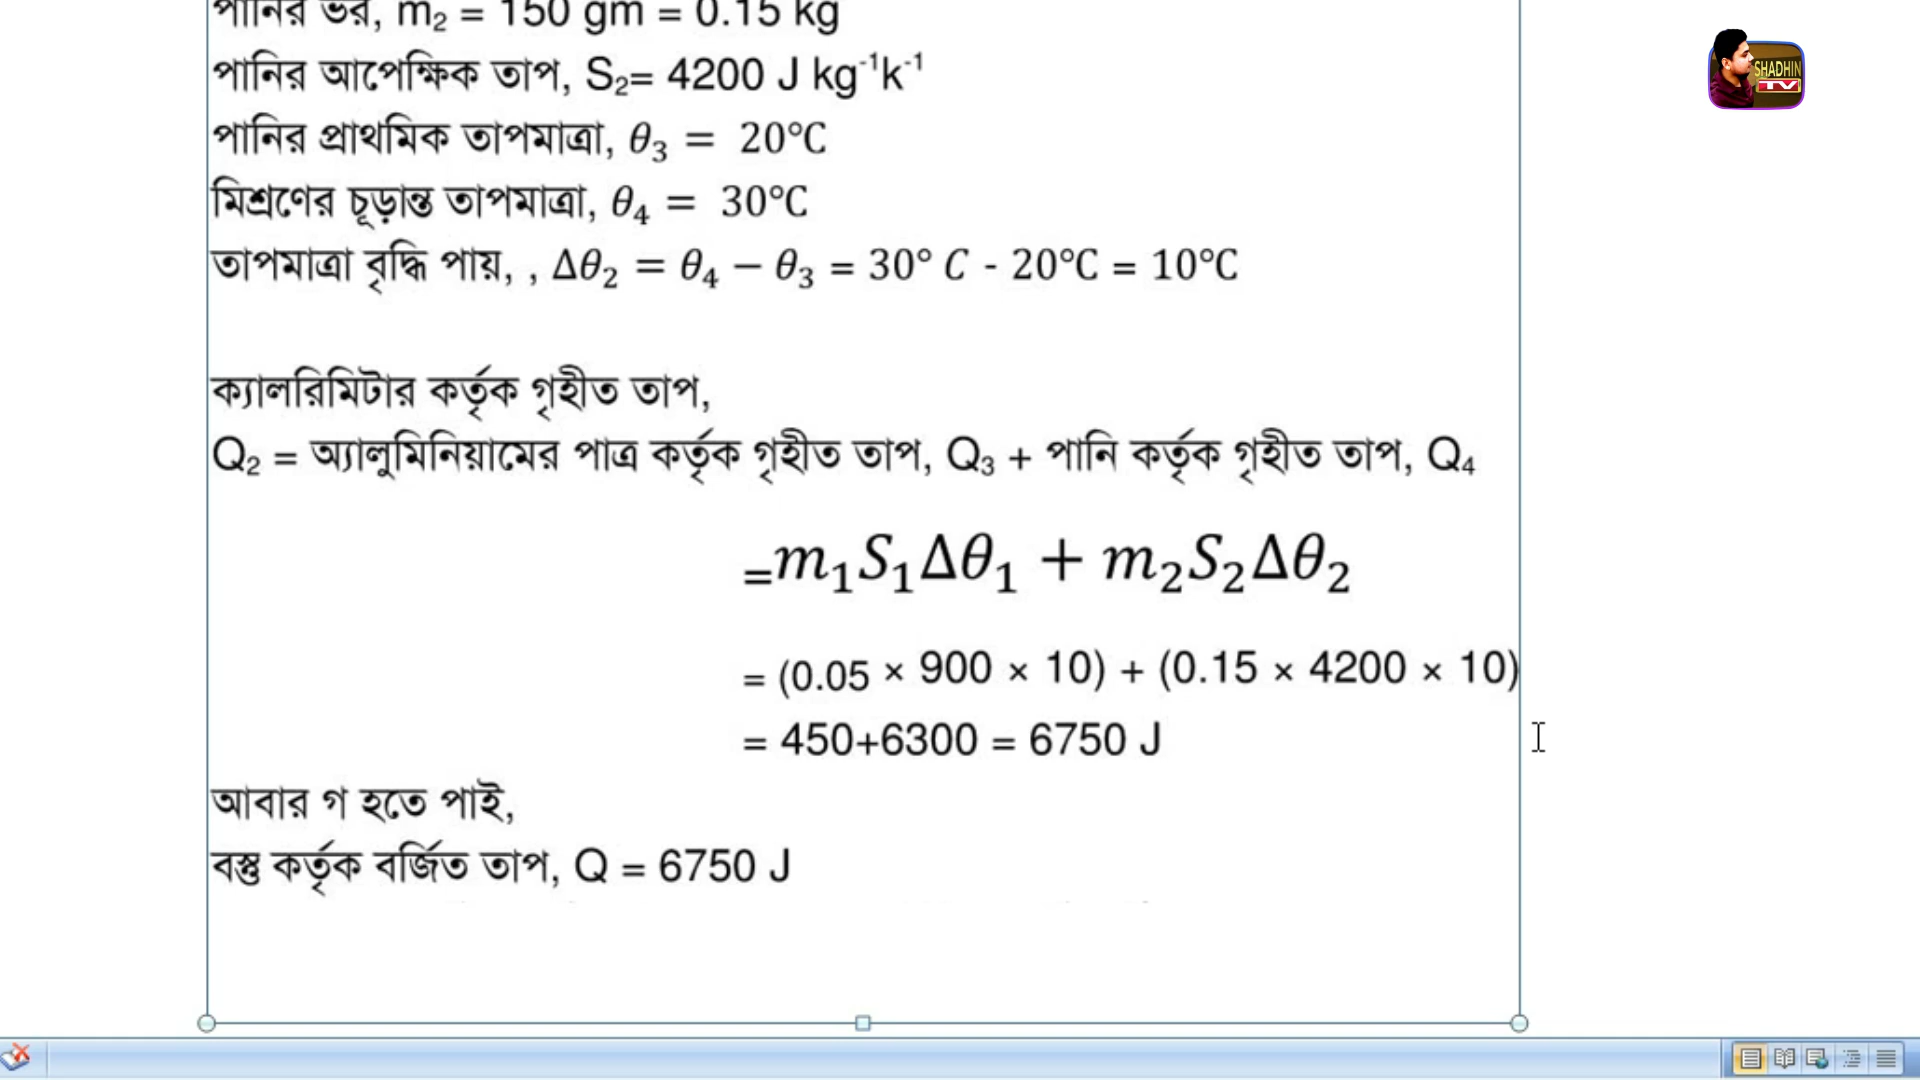 পানির ভর, m₂ = 150 gm = 0.15 kg
SHADHIN
TV
পানির আপেক্ষিক তাপ, S₂= 4200 J kg⁻¹k⁻¹
পানির প্রাথমিক তাপমাত্রা, θ₃ = 20°C
মিশ্রণের চূড়ান্ত তাপমাত্রা, θ₄ = 30°C
তাপমাত্রা বৃদ্ধি পায়, , Δθ₂ = θ₄ − θ₃ = 30° C - 20°C = 10°C
ক্যালরিমিটার কর্তৃক গৃহীত তাপ,
Q₂ = অ্যালুমিনিয়ামের পাত্র কর্তৃক গৃহীত তাপ, Q₃ + পানি কর্তৃক গৃহীত তাপ, Q₄
=m₁S₁Δθ₁ + m₂S₂Δθ₂
= (0.05 × 900 × 10) + (0.15 × 4200 × 10)
= 450+6300 = 6750 J
আবার গ হতে পাই,
বস্তু কর্তৃক বর্জিত তাপ, Q = 6750 J